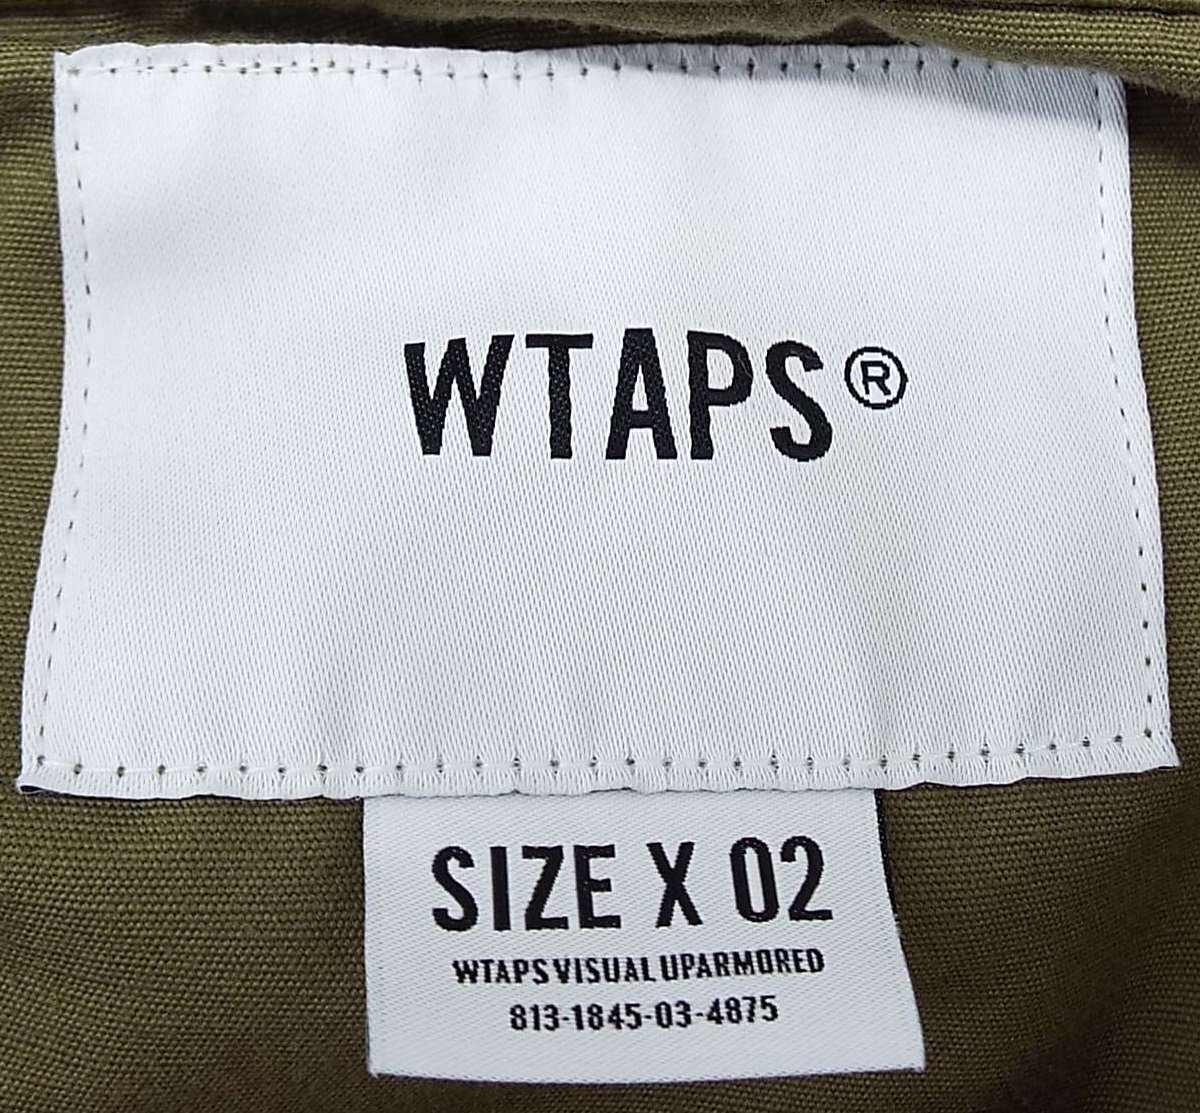 WTAPS®
SIZE X 02
WTAPS VISUAL UPARMORED
813-1845-03-4875